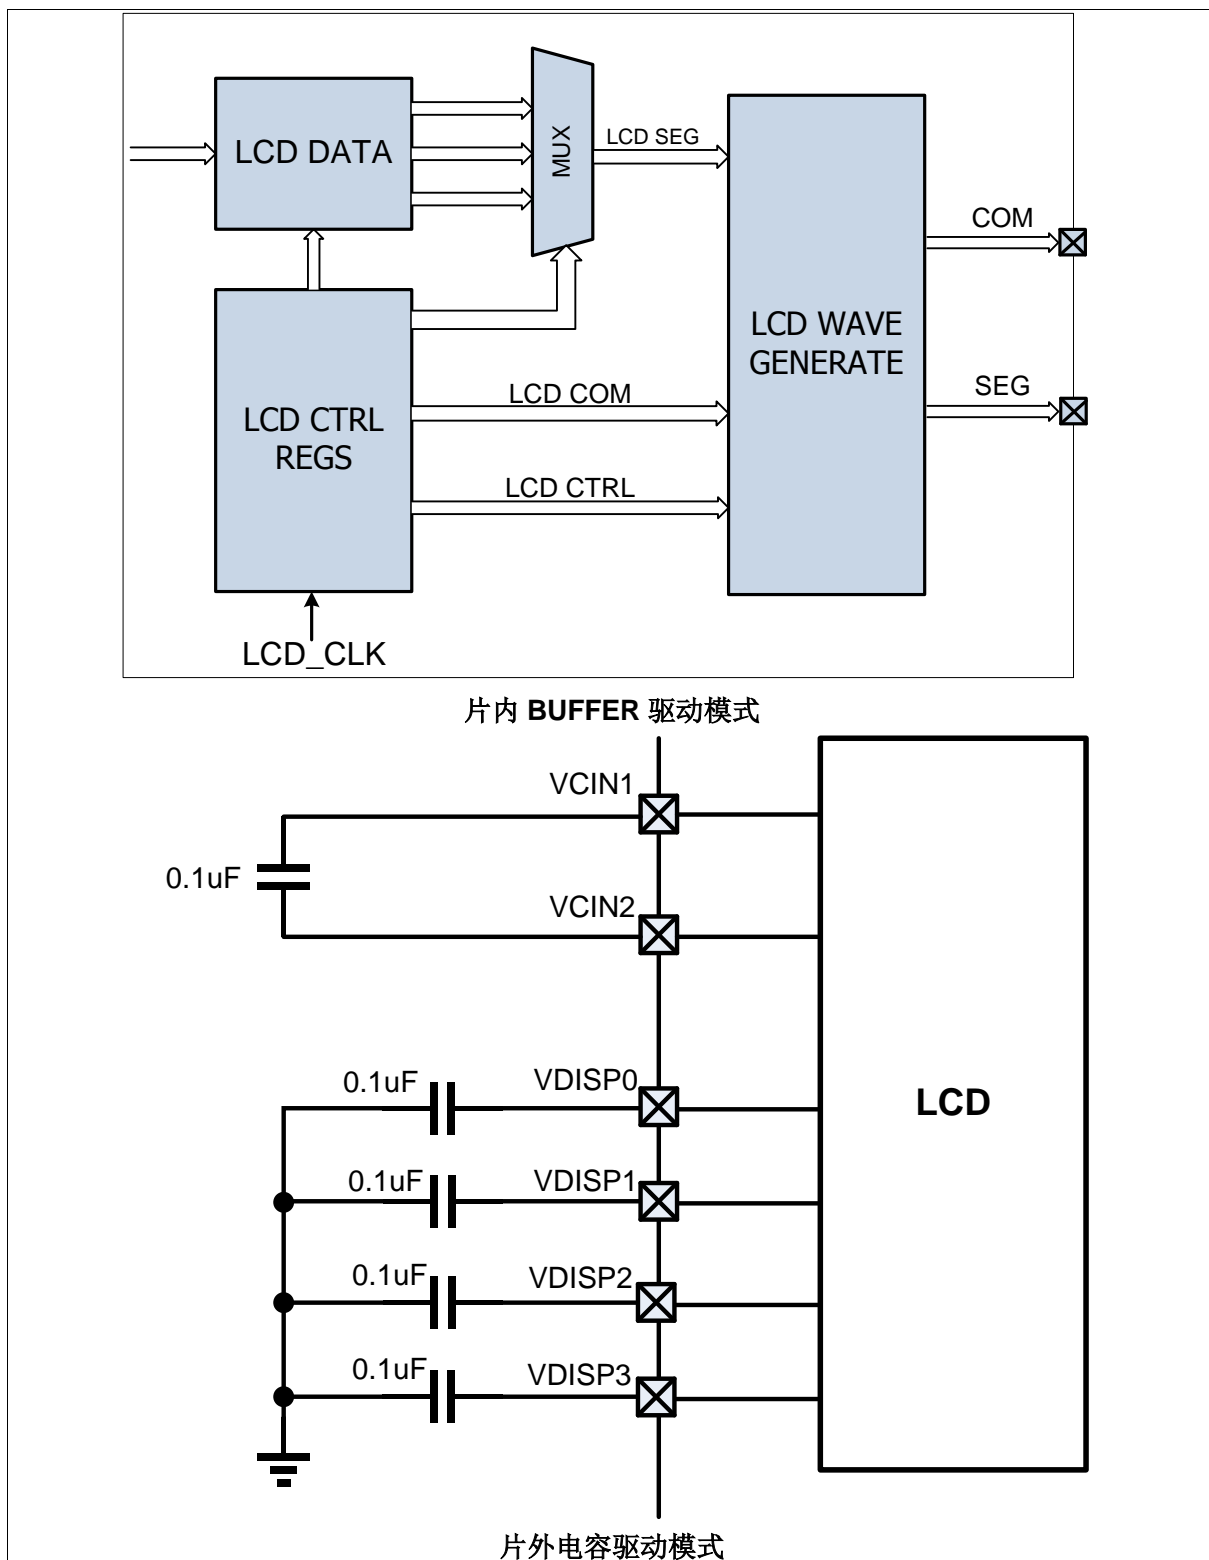 LCD DATA
MUX
LCD SEG
COM
LCD WAVE
GENERATE
LCD COM
SEG
LCD CTRL
REGS
LCD CTRL
LCD_CLK
片内 BUFFER 驱动模式
VCIN1
0.1uF
VCIN2
0.1uF
VDISP0
LCD
0.1uF
VDISP1
0.1uF
VDISP2
0.1uF
VDISP3
片外电容驱动模式